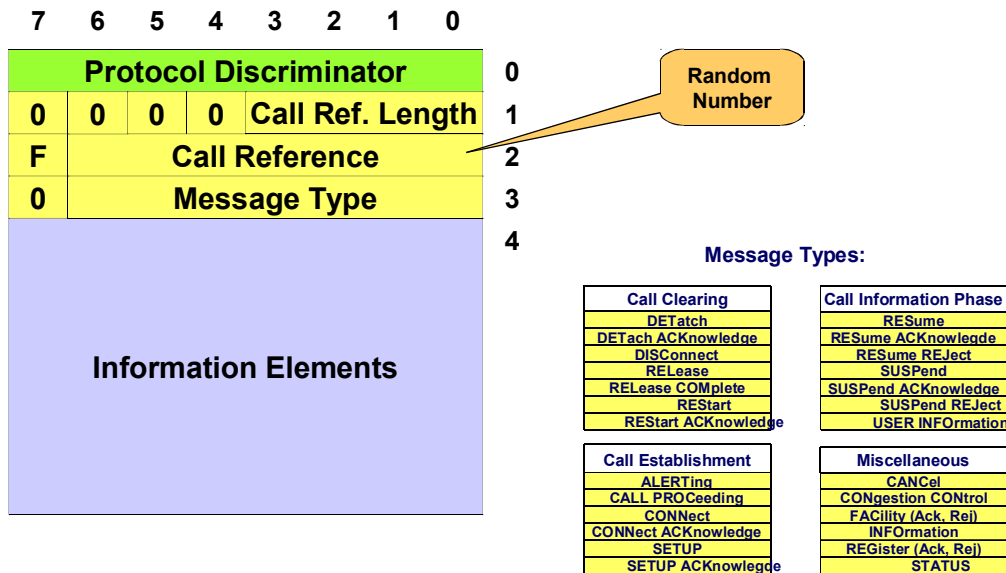 7 6 5 4 3 2 1 0
Protocol Discriminator 0
0 0 0 0 Call Ref. Length 1
F Call Reference 2
0 Message Type 3
4
Information Elements
Random
Number
Message Types:
Call Clearing
DETatch
DETach ACKnowledge
DISConnect
RELease
RELease COMplete
REStart
REStart ACKnowledge
Call Information Phase
RESume
RESume ACKnowlegde
RESume REJect
SUSPend
SUSPend ACKnowledge
SUSPend REJect
USER INFOrmation
Call Establishment
ALERTing
CALL PROCeeding
CONNect
CONNect ACKnowledge
SETUP
SETUP ACKnowlegde
Miscellaneous
CANCel
CONgestion CONtrol
FACility (Ack, Rej)
INFOrmation
REGister (Ack, Rej)
STATUS